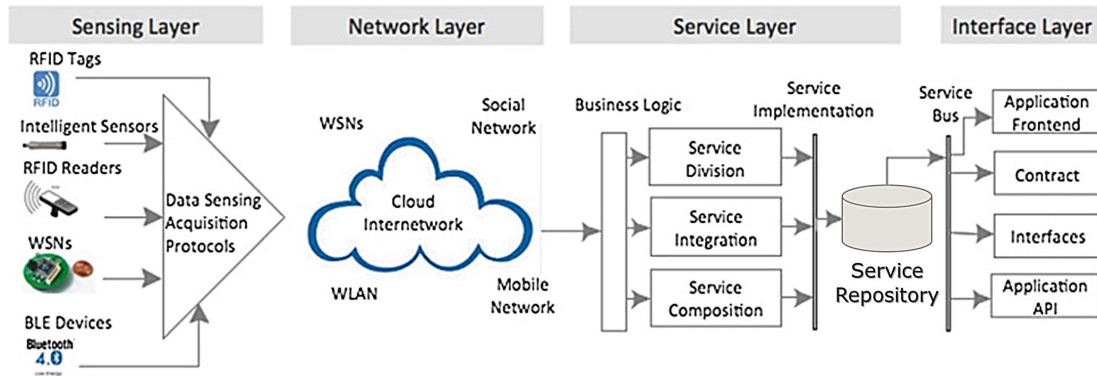 Sensing Layer
Network Layer
Service Layer
Interface Layer
RFID Tags
RFID
Intelligent Sensors
RFID Readers
WSNs
BLE Devices
Bluetooth
4.0
Low Energy
Data Sensing
Acquisition
Protocols
WSNs
Social
Network
Cloud
Internetwork
WLAN
Mobile
Network
Business Logic
Service
Division
Service
Integration
Service
Composition
Service
Implementation
Service
Repository
Service
Bus
Application
Frontend
Contract
Interfaces
Application
API